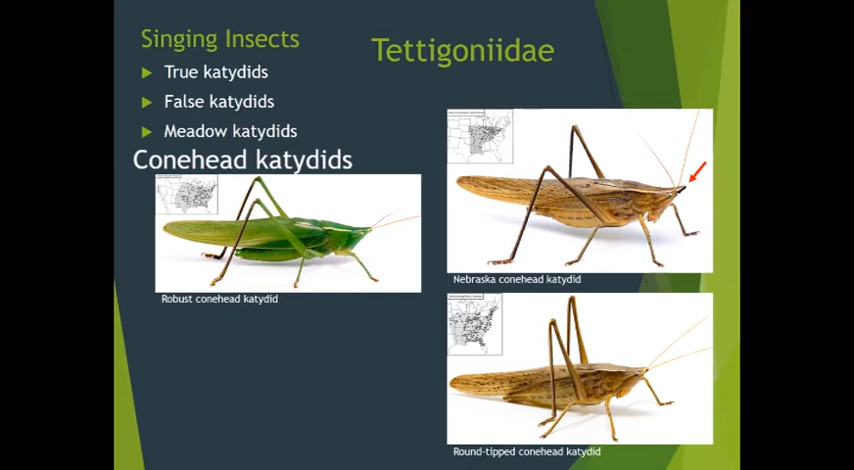 Singing Insects
Tettigoniidae
True katydids
False katydids
Meadow katydids
Conehead katydids
Robust conehead katydid
Nebraska conehead katydid
Round-tipped conehead katydid